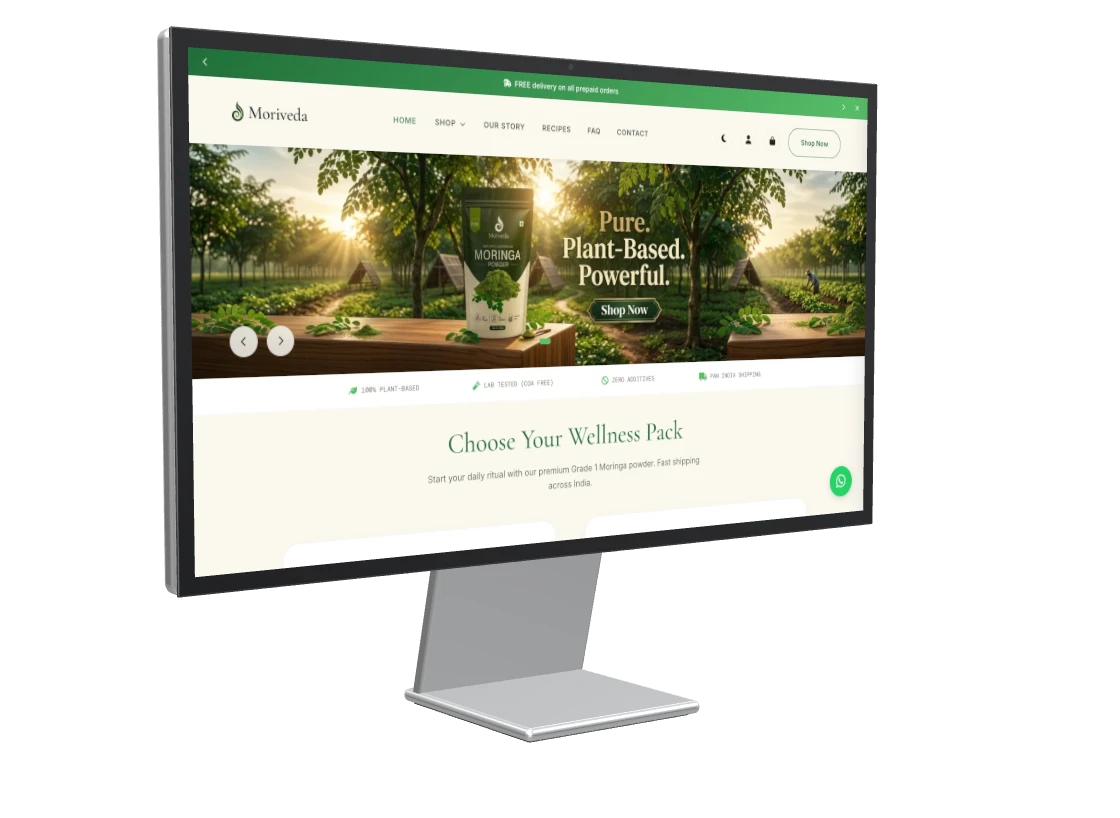 FREE delivery on all prepaid orders
Moriveda
HOME
SHOP
OUR STORY
RECIPES
FAQ
CONTACT
Shop Now
Moriveda
MORINGA
POWDER
Pure.
Plant-Based.
Powerful.
Shop Now
100% PLANT-BASED
LAB TESTED (COA FREE)
ZERO ADDITIVES
PAN INDIA SHIPPING
Choose Your Wellness Pack
Start your daily ritual with our premium Grade 1 Moringa powder. Fast shipping
across India.